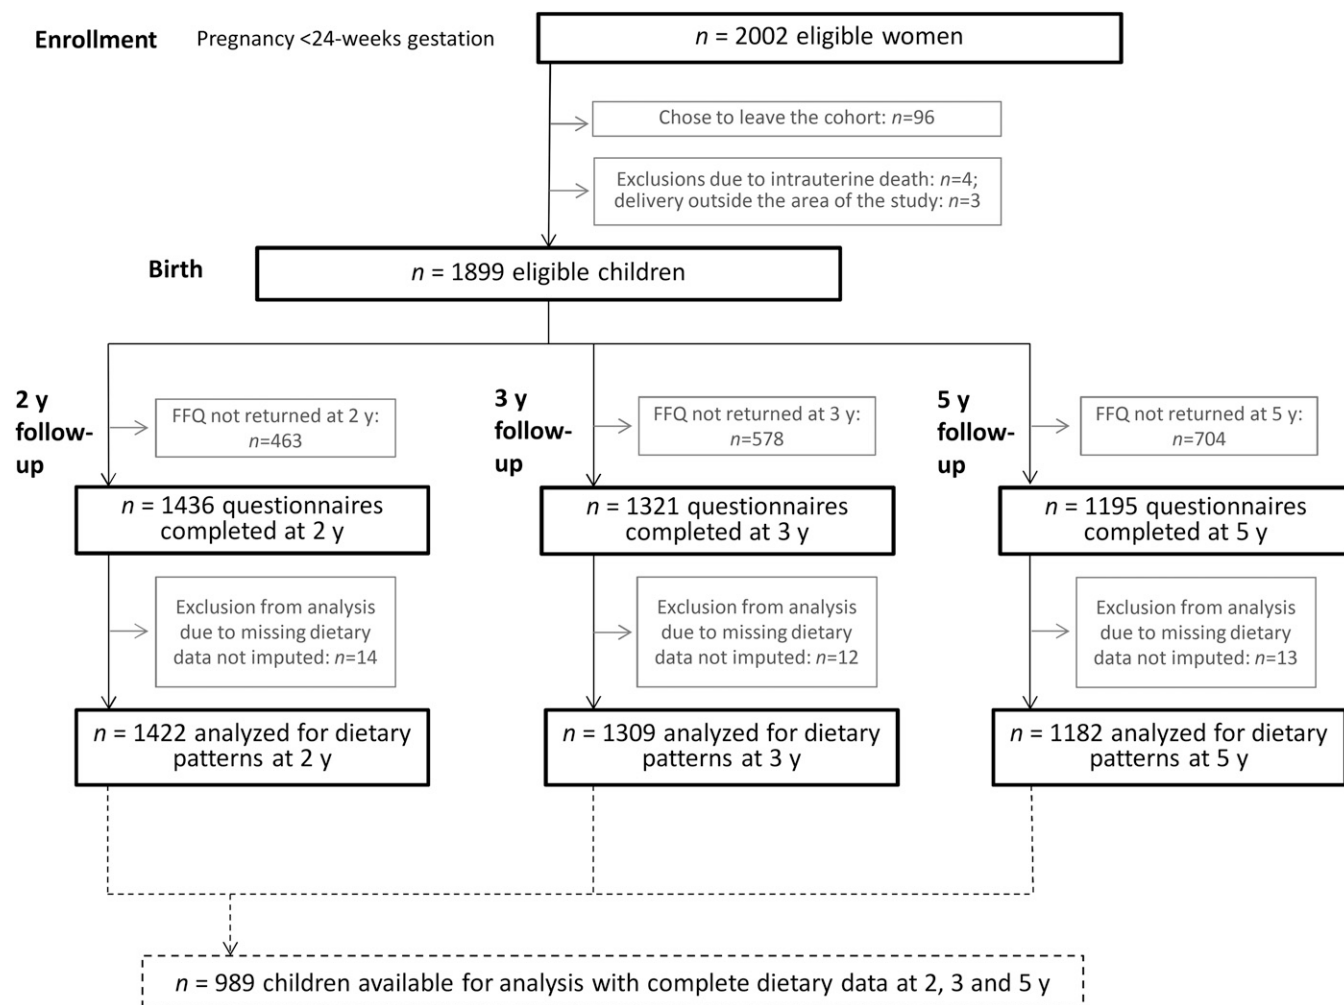 Enrollment
Pregnancy <24-weeks gestation
n = 2002 eligible women
Chose to leave the cohort: n=96
Exclusions due to intrauterine death: n=4;
delivery outside the area of the study: n=3
Birth
n = 1899 eligible children
2 y
follow-
up
FFQ not returned at 2 y:
n=463
n = 1436 questionnaires
completed at 2 y
Exclusion from analysis
due to missing dietary
data not imputed: n=14
n = 1422 analyzed for dietary
patterns at 2 y
3 y
follow-
up
FFQ not returned at 3 y:
n=578
n = 1321 questionnaires
completed at 3 y
Exclusion from analysis
due to missing dietary
data not imputed: n=12
n = 1309 analyzed for dietary
patterns at 3 y
5 y
follow-
up
FFQ not returned at 5 y:
n=704
n = 1195 questionnaires
completed at 5 y
Exclusion from analysis
due to missing dietary
data not imputed: n=13
n = 1182 analyzed for dietary
patterns at 5 y
n = 989 children available for analysis with complete dietary data at 2, 3 and 5 y